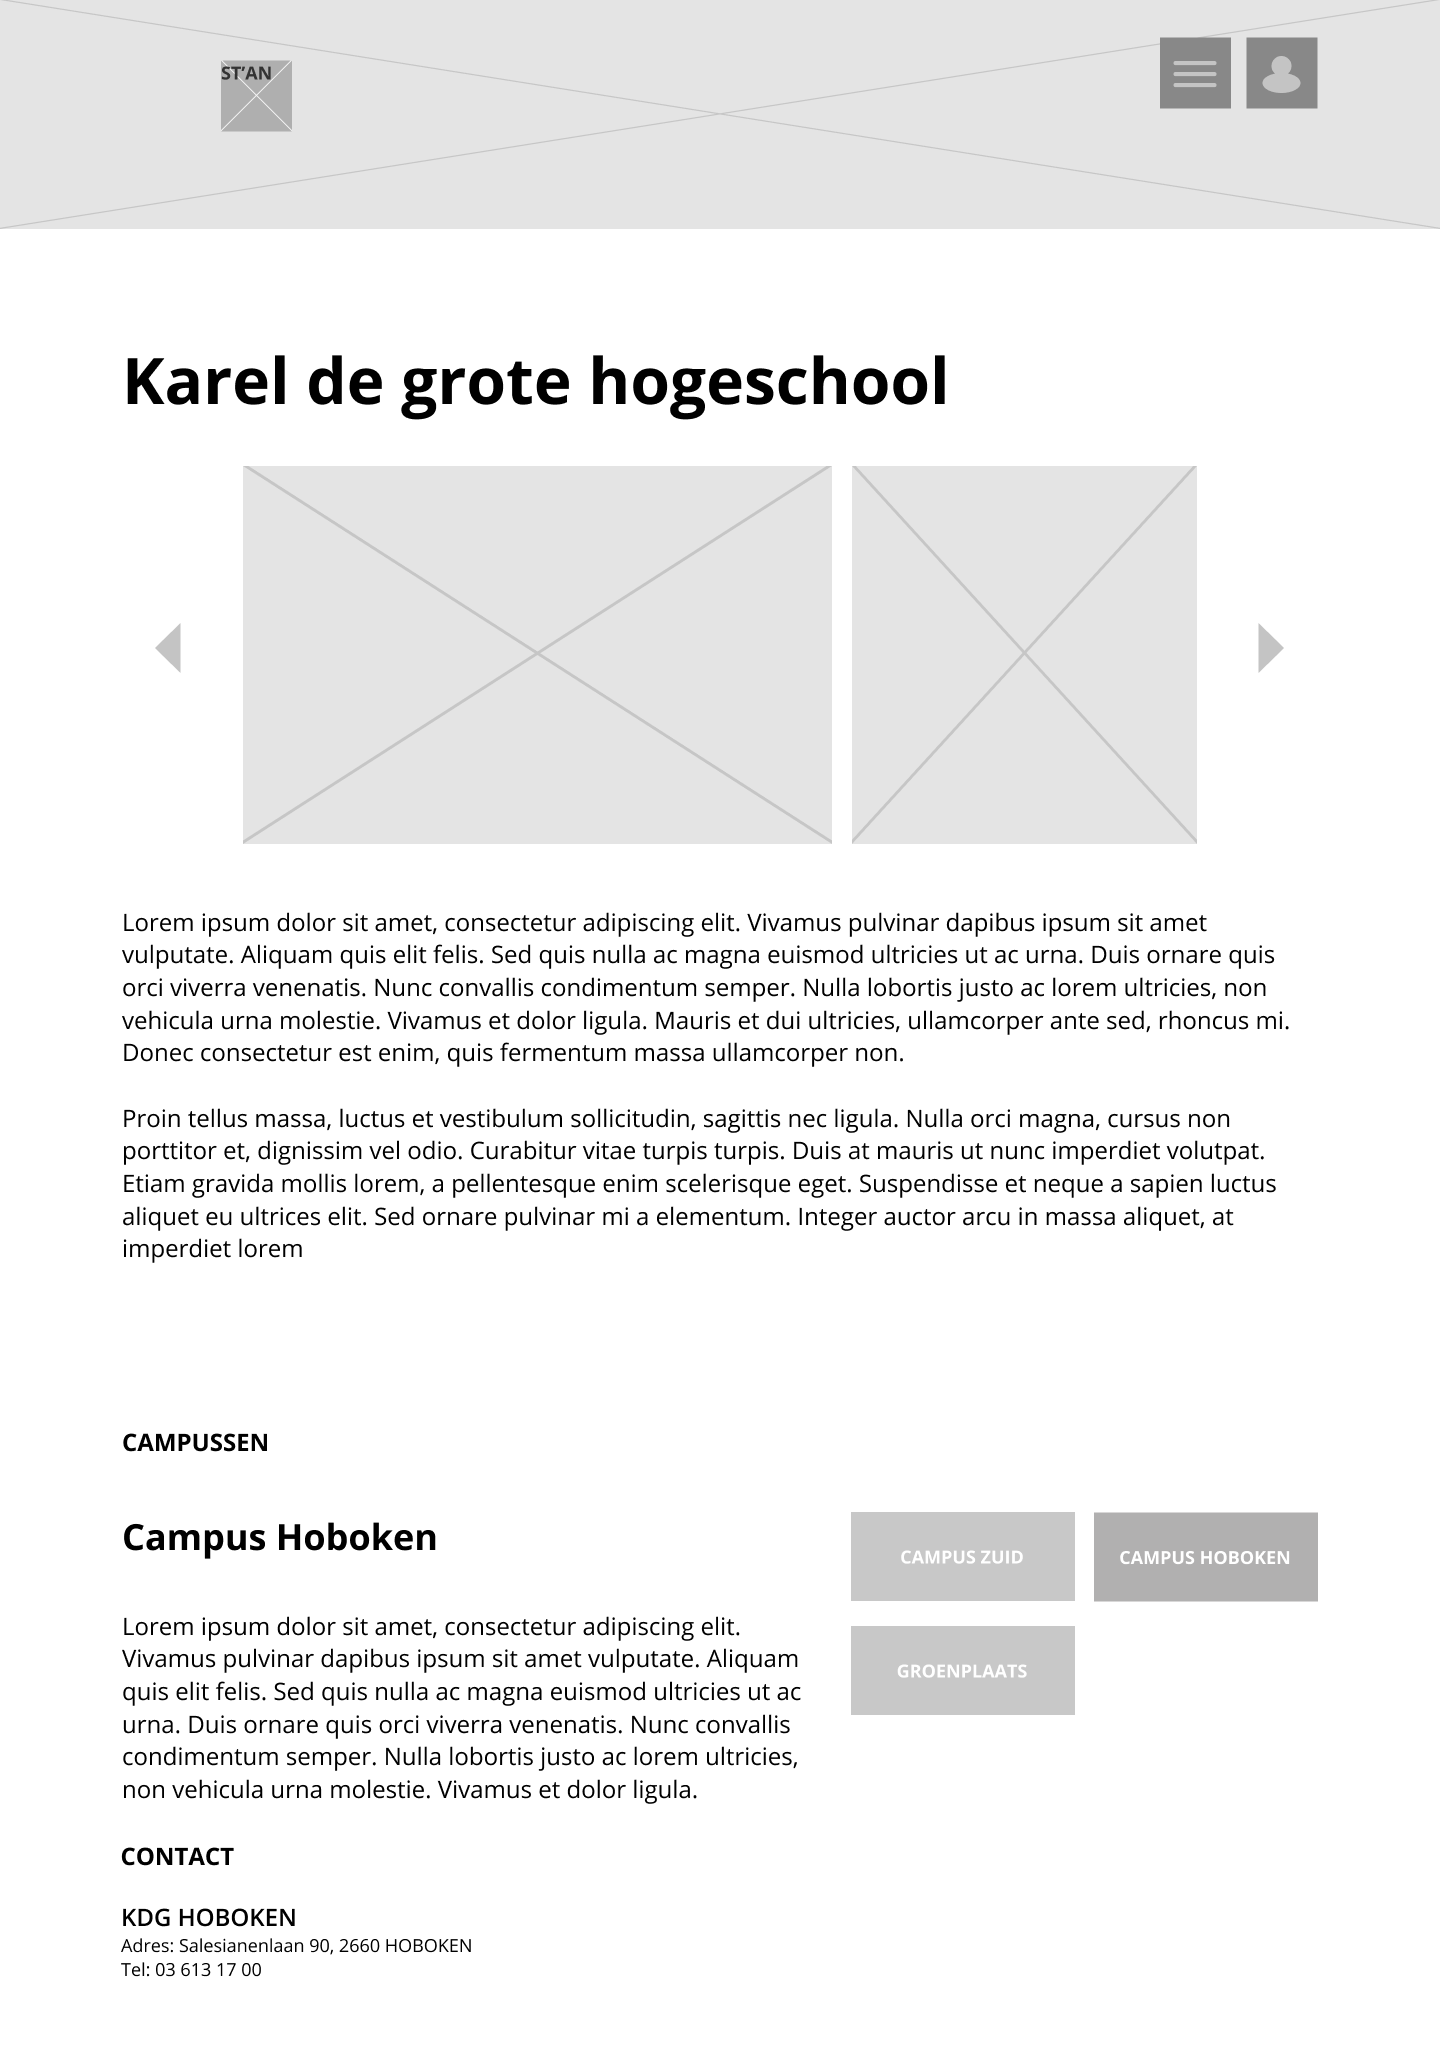 ST’AN
Karel de grote hogeschool
Lorem ipsum dolor sit amet, consectetur adipiscing elit. Vivamus pulvinar dapibus ipsum sit amet
vulputate. Aliquam quis elit felis. Sed quis nulla ac magna euismod ultricies ut ac urna. Duis ornare quis
orci viverra venenatis. Nunc convallis condimentum semper. Nulla lobortis justo ac lorem ultricies, non
vehicula urna molestie. Vivamus et dolor ligula. Mauris et dui ultricies, ullamcorper ante sed, rhoncus mi.
Donec consectetur est enim, quis fermentum massa ullamcorper non.
Proin tellus massa, luctus et vestibulum sollicitudin, sagittis nec ligula. Nulla orci magna, cursus non
porttitor et, dignissim vel odio. Curabitur vitae turpis turpis. Duis at mauris ut nunc imperdiet volutpat.
Etiam gravida mollis lorem, a pellentesque enim scelerisque eget. Suspendisse et neque a sapien luctus
aliquet eu ultrices elit. Sed ornare pulvinar mi a elementum. Integer auctor arcu in massa aliquet, at
imperdiet lorem
CAMPUSSEN
Campus Hoboken
Lorem ipsum dolor sit amet, consectetur adipiscing elit.
Vivamus pulvinar dapibus ipsum sit amet vulputate. Aliquam
quis elit felis. Sed quis nulla ac magna euismod ultricies ut ac
urna. Duis ornare quis orci viverra venenatis. Nunc convallis
condimentum semper. Nulla lobortis justo ac lorem ultricies,
non vehicula urna molestie. Vivamus et dolor ligula.
CAMPUS ZUID
CAMPUS HOBOKEN
GROENPLAATS
CONTACT
KDG HOBOKEN
Adres: Salesianenlaan 90, 2660 HOBOKEN
Tel: 03 613 17 00